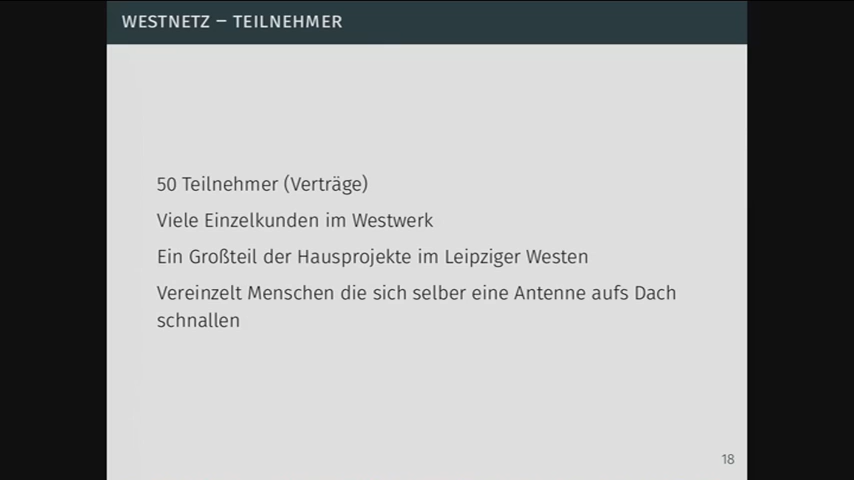 WESTNETZ – TEILNEHMER
50 Teilnehmer (Verträge)
Viele Einzelkunden im Westwerk
Ein Großteil der Hausprojekte im Leipziger Westen
Vereinzelt Menschen die sich selber eine Antenne aufs Dach
schnallen
18